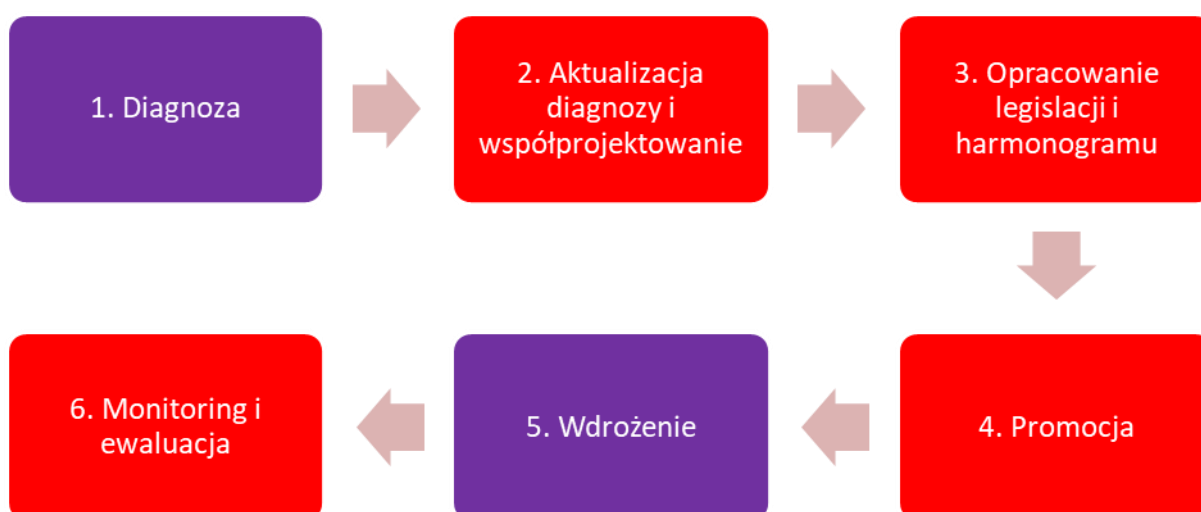 1. Diagnoza
2. Aktualizacja
diagnozy i
współprojektowanie
3. Opracowanie
legislacji i
harmonogramu
4. Promocja
5. Wdrożenie
6. Monitoring i
ewaluacja